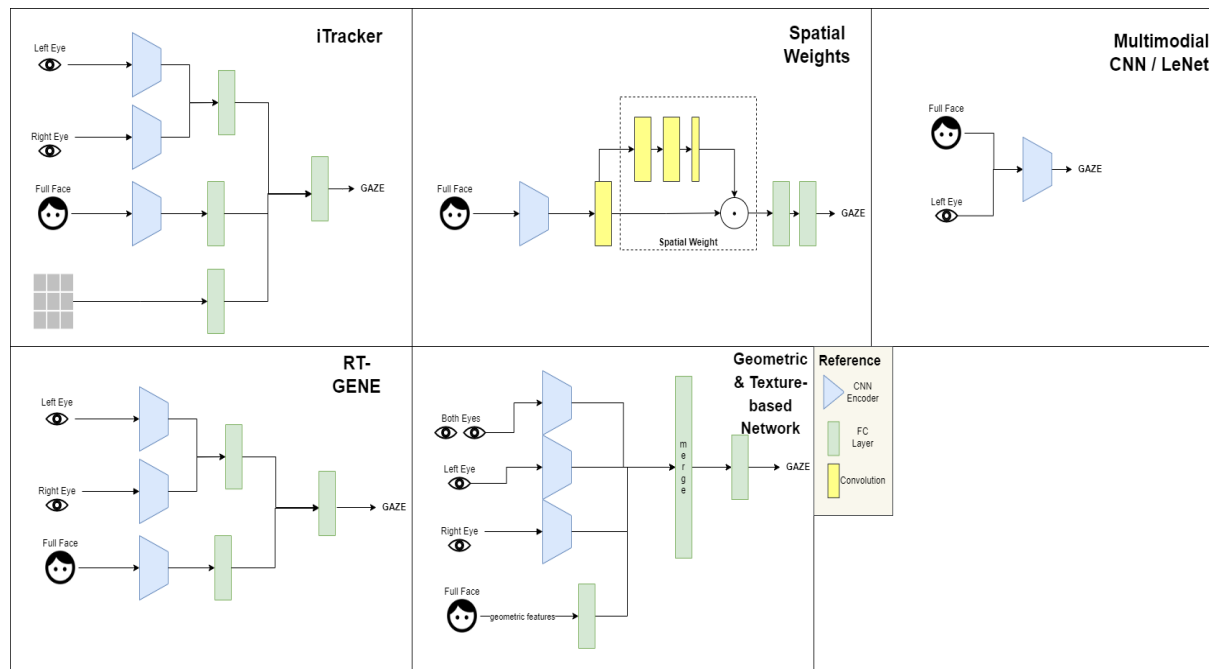 iTracker
Left Eye
Right Eye
Full Face
GAZE
Spatial
Weights
Full Face
Spatial Weight
GAZE
Multimodial
CNN / LeNet
Full Face
Left Eye
GAZE
RT-
GENE
Left Eye
Right Eye
Full Face
GAZE
Geometric
& Texture-
based
Network
Both Eyes
Left Eye
Right Eye
Full Face
geometric features
merge
GAZE
Reference
CNN
Encoder
FC
Layer
Convolution